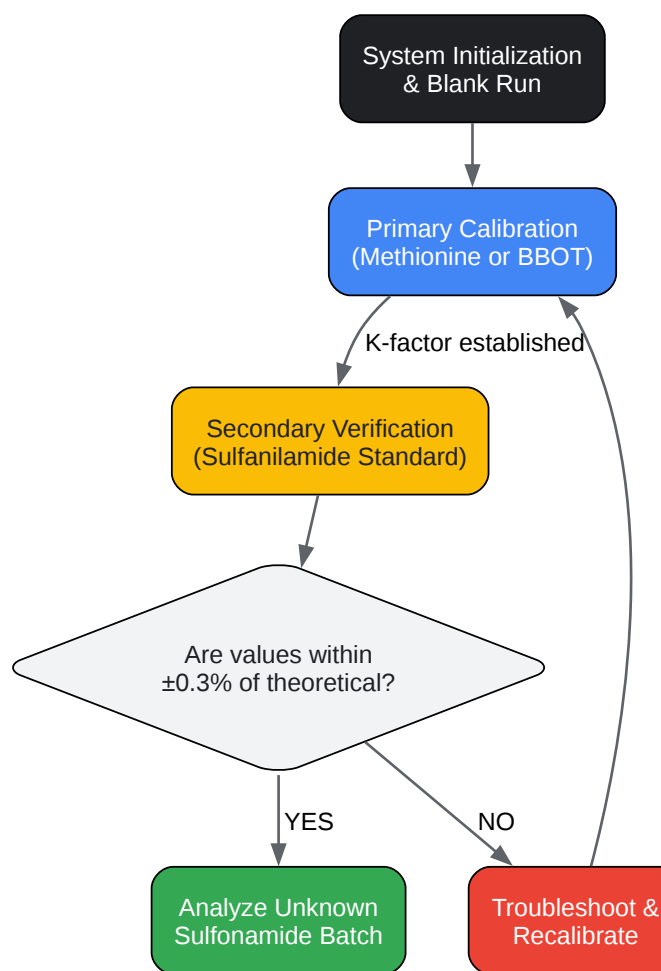 System Initialization
& Blank Run
Primary Calibration
(Methionine or BBOT)
K-factor established
Secondary Verification
(Sulfanilamide Standard)
Are values within
±0.3% of theoretical?
YES
NO
Analyze Unknown
Sulfonamide Batch
Troubleshoot &
Recalibrate